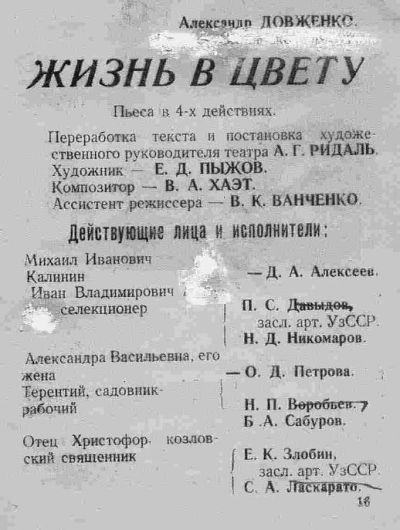 Александр ДОВЖЕНКО.
ЖИЗНЬ В ЦВЕТУ
Пьеса в 4-х действиях.
Переработка текста и постановка художе-
ственного руководителя театра А. Г. РИДАЛЬ.
Художник — Е. Д. ПЫЖОВ.
Композитор — В. А. ХАЭТ.
Ассистент режиссера — В. К. ВАНЧЕНКО.
Действующие лица и исполнители:
Михаил Иванович
Калинин — Д. А. Алексеев.
Иван Владимирович
селекционер П. С. Давыдов,
засл. арт. УзССР.
Н. Д. Никомаров.
Александра Васильевна, его
жена — О. Д. Петрова.
Терентий, садовник-
рабочий Н. П. Воробьев.
Б. А. Сабуров.
Отец Христофор, козлов-
ский священник Е. К. Злобин,
засл. арт. УзССР.
С. А. Ласкарато.
16